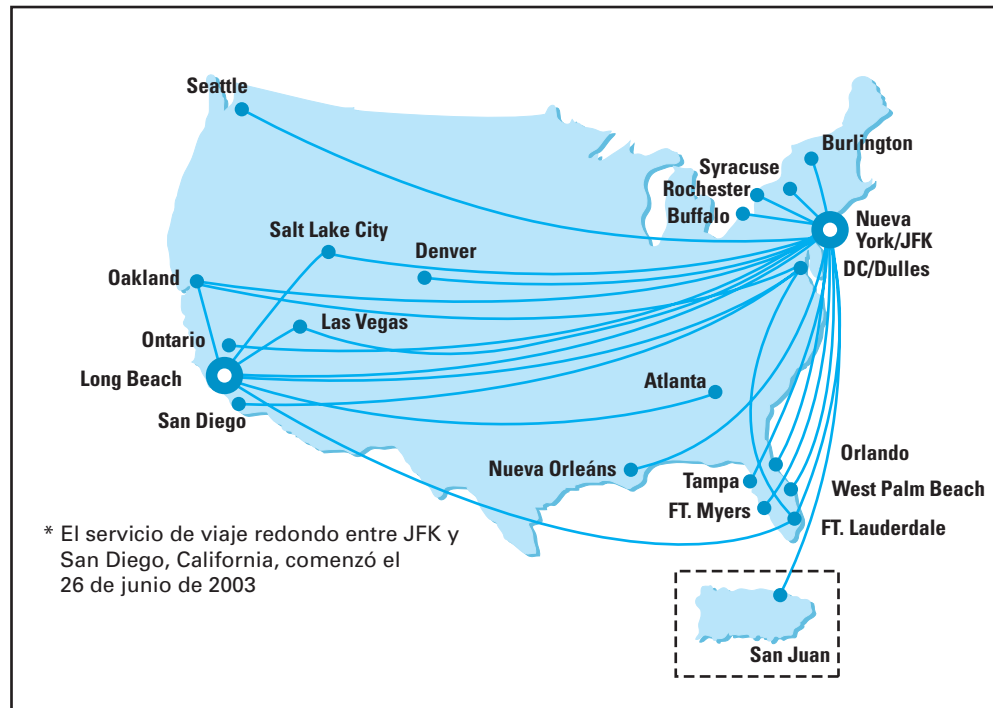 Seattle
Burlington
Syracuse
Rochester
Buffalo
Nueva
York/JFK
Salt Lake City
Denver
DC/Dulles
Oakland
Las Vegas
Ontario
Long Beach
Atlanta
San Diego
Nueva Orleáns
Orlando
Tampa
West Palm Beach
FT. Myers
FT. Lauderdale
* El servicio de viaje redondo entre JFK y
San Diego, California, comenzó el
26 de junio de 2003
San Juan